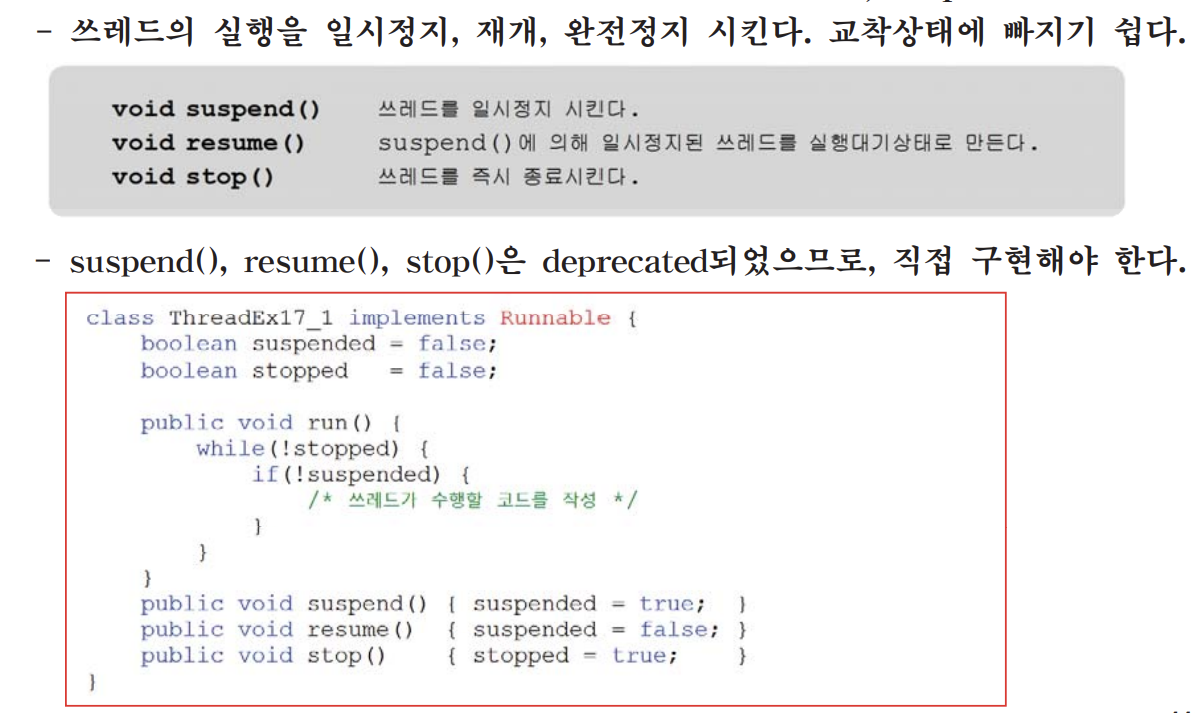 - 쓰레드의 실행을 일시정지, 재개, 완전정지 시킨다. 교착상태에 빠지기 쉽다.
void suspend() 쓰레드를 일시정지 시킨다.
void resume() suspend()에 의해 일시정지된 쓰레드를 실행대기상태로 만든다.
void stop() 쓰레드를 즉시 종료시킨다.
- suspend(), resume(), stop()은 deprecated되었으므로, 직접 구현해야 한다.
class ThreadEx17_1 implements Runnable {
    boolean suspended = false;
    boolean stopped   = false;
    public void run() {
        while(!stopped) {
            if(!suspended) {
                /* 쓰레드가 수행할 코드를 작성 */
            }
        }
    }
    public void suspend() { suspended = true;  }
    public void resume()  { suspended = false; }
    public void stop()    { stopped = true;    }
}